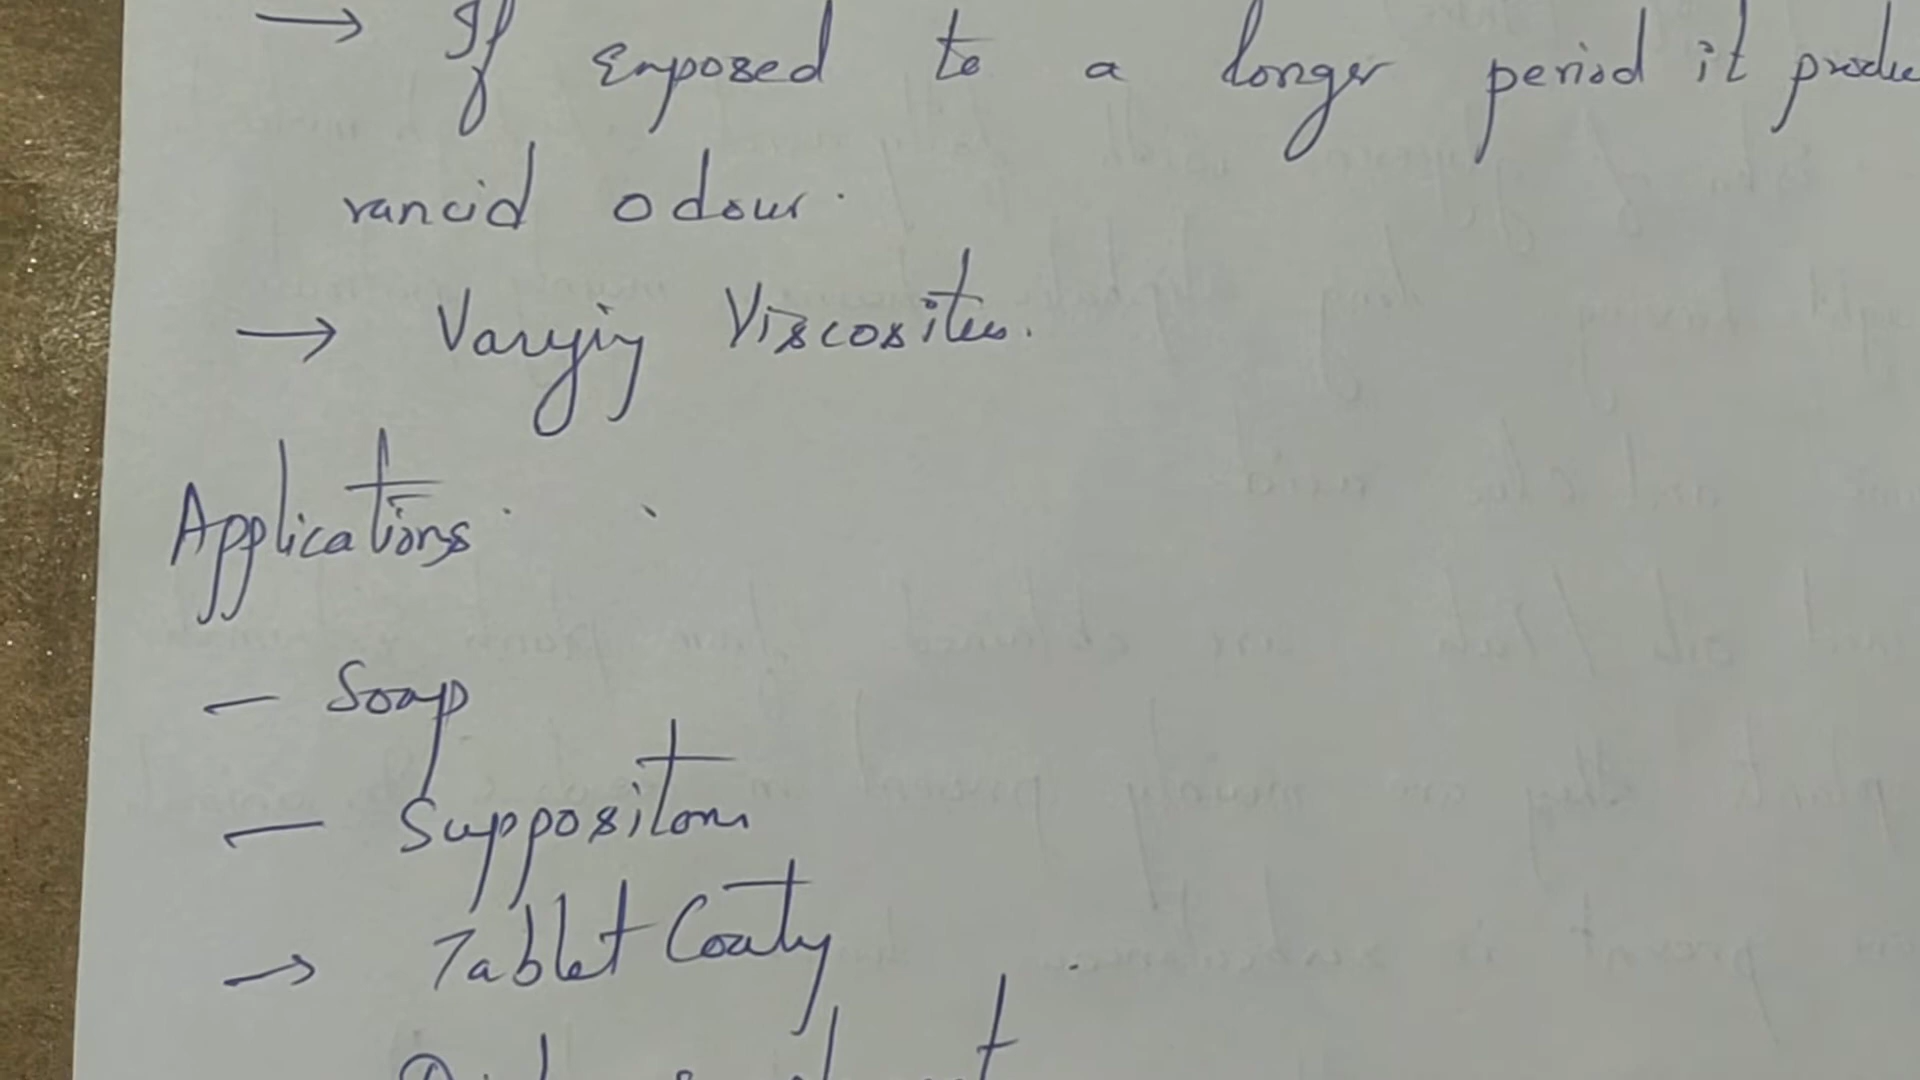 → If Exposed to a longer period it produ
rancid odour.
→ Varying Viscosities.
Applications
- Soap
- Suppositories
→ Tablet Coating